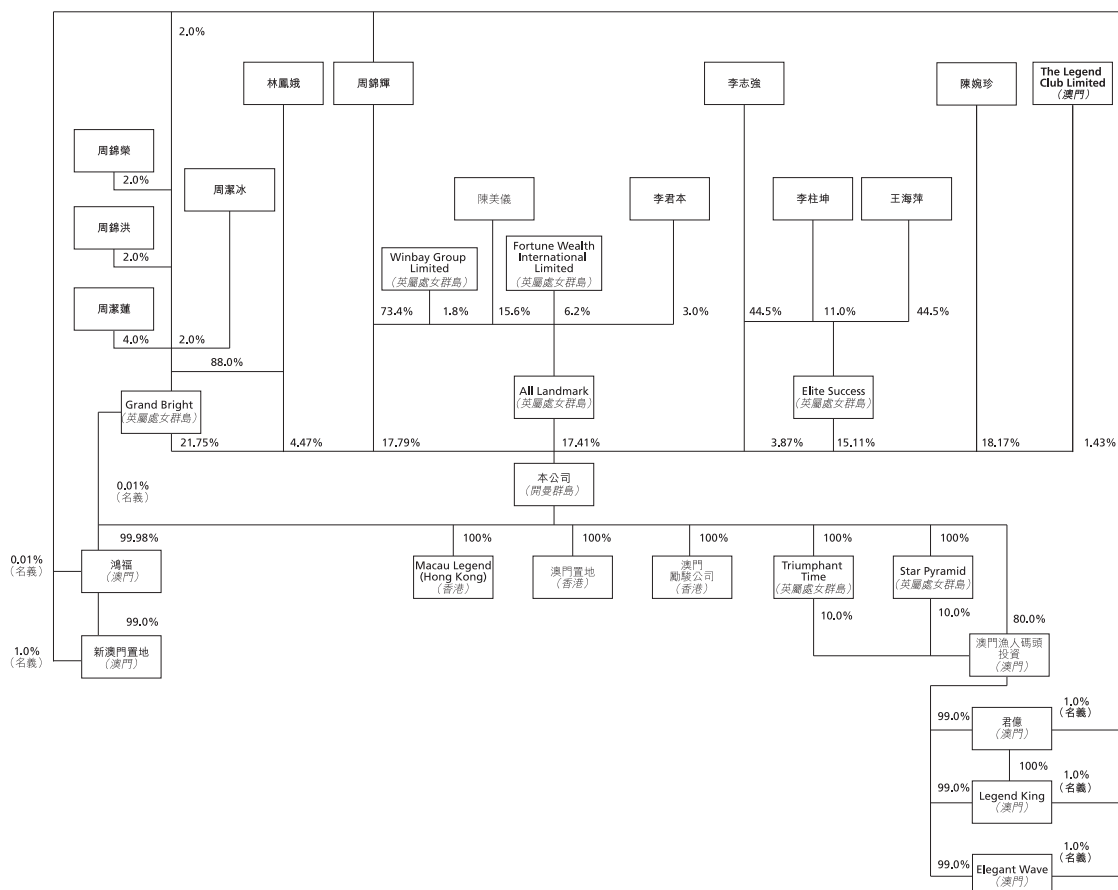 2.0%
林鳳娥
周錦輝
李志強
陳婉珍
The Legend
Club Limited
（澳門）
周錦榮
2.0%
周潔冰
陳美儀
李君本
李柱坤
王海萍
周錦洪
2.0%
Winbay Group
Limited
（英屬處女群島）
Fortune Wealth
International
Limited
（英屬處女群島）
周潔蓮
4.0%
2.0%
73.4%
1.8%
15.6%
6.2%
3.0%
44.5%
11.0%
44.5%
88.0%
Grand Bright
（英屬處女群島）
All Landmark
（英屬處女群島）
Elite Success
（英屬處女群島）
21.75%
4.47%
17.79%
17.41%
3.87%
15.11%
18.17%
1.43%
本公司
（開曼群島）
0.01%
（名義）
99.98%
100%
100%
100%
100%
100%
0.01%
（名義）
鴻福
（澳門）
Macau Legend
(Hong Kong)
（香港）
澳門置地
（香港）
澳門
勵駿公司
（香港）
Triumphant
Time
（英屬處女群島）
Star Pyramid
（英屬處女群島）
99.0%
10.0%
10.0%
80.0%
1.0%
（名義）
新澳門置地
（澳門）
澳門漁人碼頭
投資
（澳門）
99.0%
君億
（澳門）
1.0%
（名義）
100%
99.0%
Legend King
（澳門）
1.0%
（名義）
99.0%
Elegant Wave
（澳門）
1.0%
（名義）